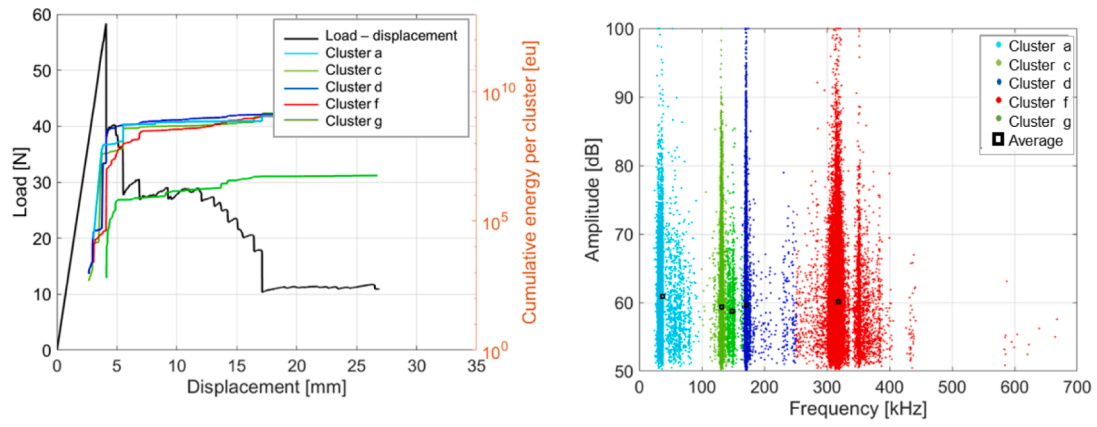 60
50
40
30
20
10
0
Load [N]
0
5
10
15
20
25
30
35
Displacement [mm]
Load – displacement
Cluster a
Cluster c
Cluster d
Cluster f
Cluster g
10^10
10^5
10^0
Cumulative energy per cluster [eu]
100
90
80
70
60
50
Amplitude [dB]
0
100
200
300
400
500
600
700
Frequency [kHz]
Cluster a
Cluster c
Cluster d
Cluster f
Cluster g
Average